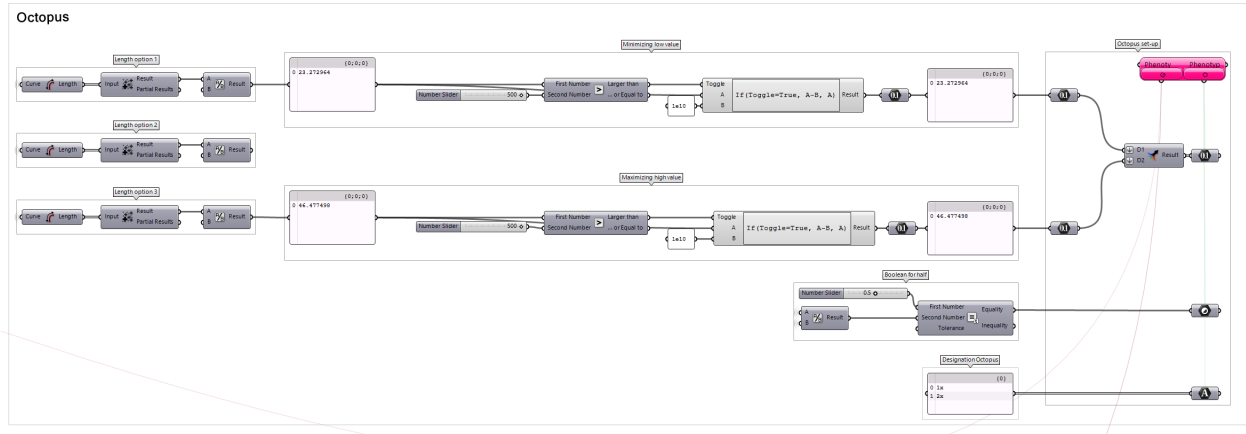 Octopus
Length option 1
Curve Length
Input Result
Partial Results
A
B
Result
Minimizing low value
{0;0;0}
0 23.272964
Number Slider 500
First Number Larger than
Second Number ... or Equal to
1e10
Toggle
A
B
If(Toggle=True, A-B, A)
Result
{0;0;0}
0 23.272964
Octopus set-up
Phenoty Phenotyp
D1
D2
Result
Length option 2
Curve Length
Input Result
Partial Results
A
B
Result
Length option 3
Curve Length
Input Result
Partial Results
A
B
Result
Maximizing high value
{0;0;0}
0 46.477498
Number Slider 500
First Number Larger than
Second Number ... or Equal to
1e10
Toggle
A
B
If(Toggle=True, A-B, A)
Result
{0;0;0}
0 46.477498
Boolean for half
Number Slider 0.5
A
B
Result
First Number Equality
Second Number Inequality
Tolerance
Designation Octopus
{0}
0 1x
1 2x
A